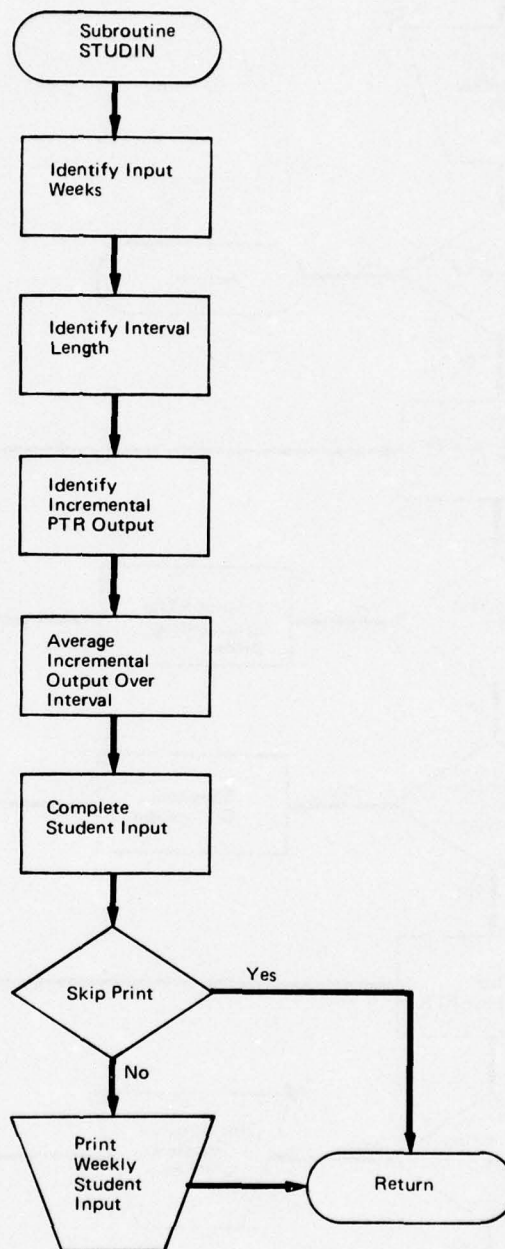 Subroutine
STUDIN
Identify Input
Weeks
Identify Interval
Length
Identify
Incremental
PTR Output
Average
Incremental
Output Over
Interval
Complete
Student Input
Skip Print
Yes
No
Print
Weekly
Student
Input
Return